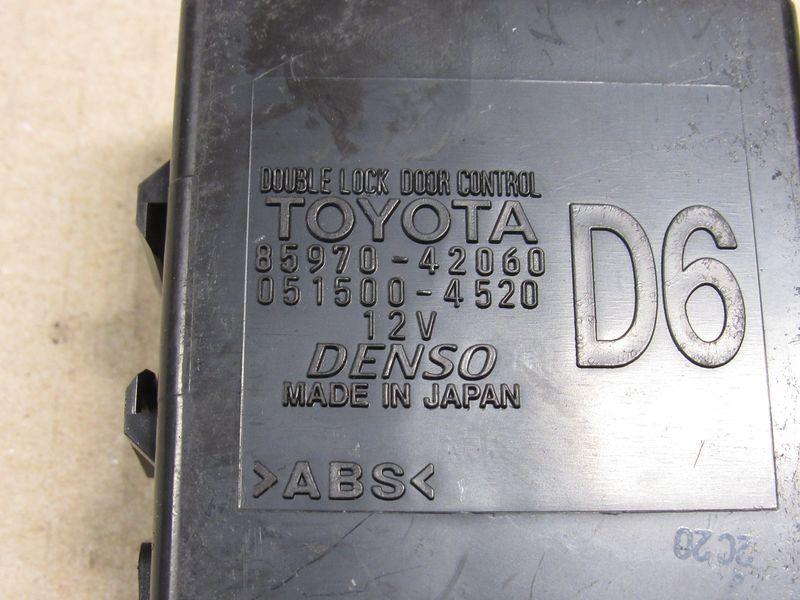 DOUBLE LOCK DOOR CONTROL
TOYOTA
85970-42060
051500-4520
12V
DENSO
MADE IN JAPAN
D6
>ABS<
2C20